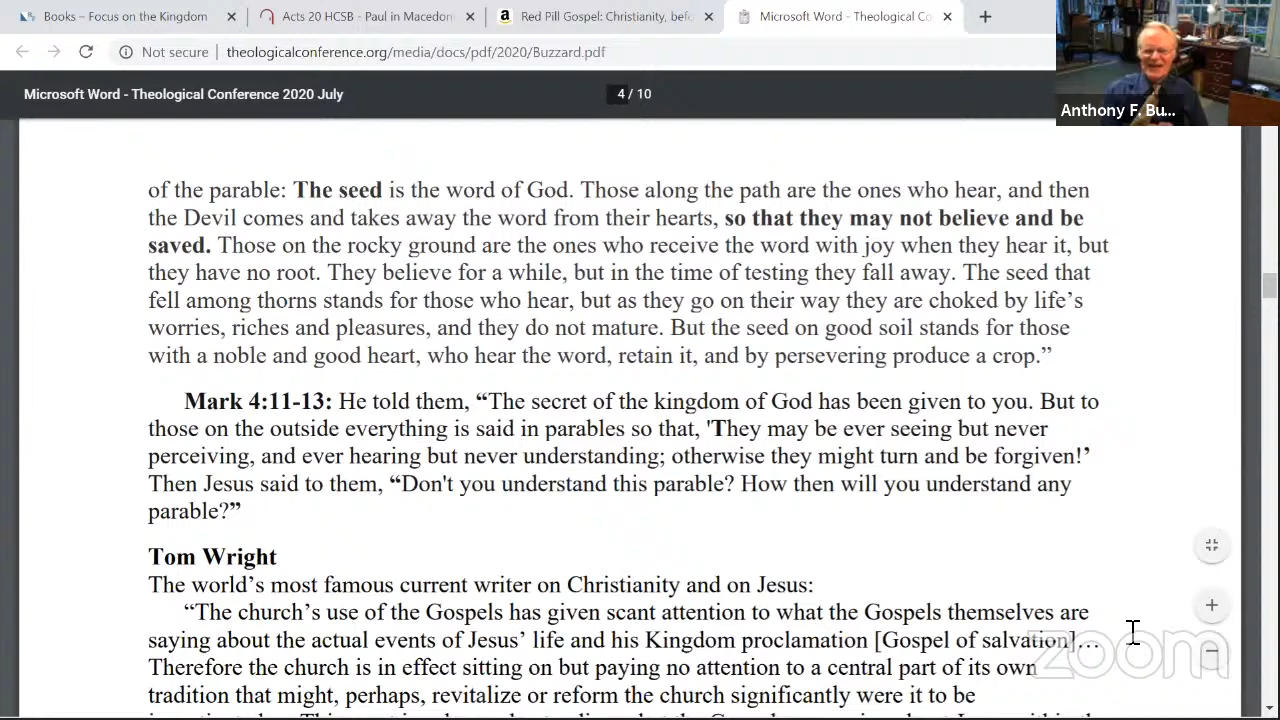 Books – Focus on the Kingdom
Acts 20 HCSB - Paul in Macedon
Red Pill Gospel: Christianity, befo
Microsoft Word - Theological Co
Not secure | theologicalconference.org/media/docs/pdf/2020/Buzzard.pdf
Microsoft Word - Theological Conference 2020 July
4 / 10
Anthony F. Bu...
of the parable: The seed is the word of God. Those along the path are the ones who hear, and then
the Devil comes and takes away the word from their hearts, so that they may not believe and be
saved. Those on the rocky ground are the ones who receive the word with joy when they hear it, but
they have no root. They believe for a while, but in the time of testing they fall away. The seed that
fell among thorns stands for those who hear, but as they go on their way they are choked by life’s
worries, riches and pleasures, and they do not mature. But the seed on good soil stands for those
with a noble and good heart, who hear the word, retain it, and by persevering produce a crop.”
Mark 4:11-13: He told them, “The secret of the kingdom of God has been given to you. But to
those on the outside everything is said in parables so that, 'They may be ever seeing but never
perceiving, and ever hearing but never understanding; otherwise they might turn and be forgiven!’
Then Jesus said to them, “Don't you understand this parable? How then will you understand any
parable?”
Tom Wright
The world’s most famous current writer on Christianity and on Jesus:
“The church’s use of the Gospels has given scant attention to what the Gospels themselves are
saying about the actual events of Jesus’ life and his Kingdom proclamation [Gospel of salvation]…
Therefore the church is in effect sitting on but paying no attention to a central part of its own
tradition that might, perhaps, revitalize or reform the church significantly were it to be
zoom